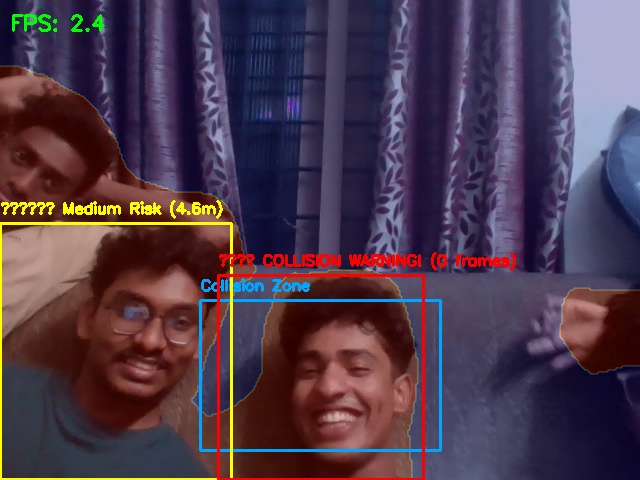 FPS: 2.4
?????? Medium Risk (4.6m)
???? COLLISION WARNING! (0 frames)
Collision Zone